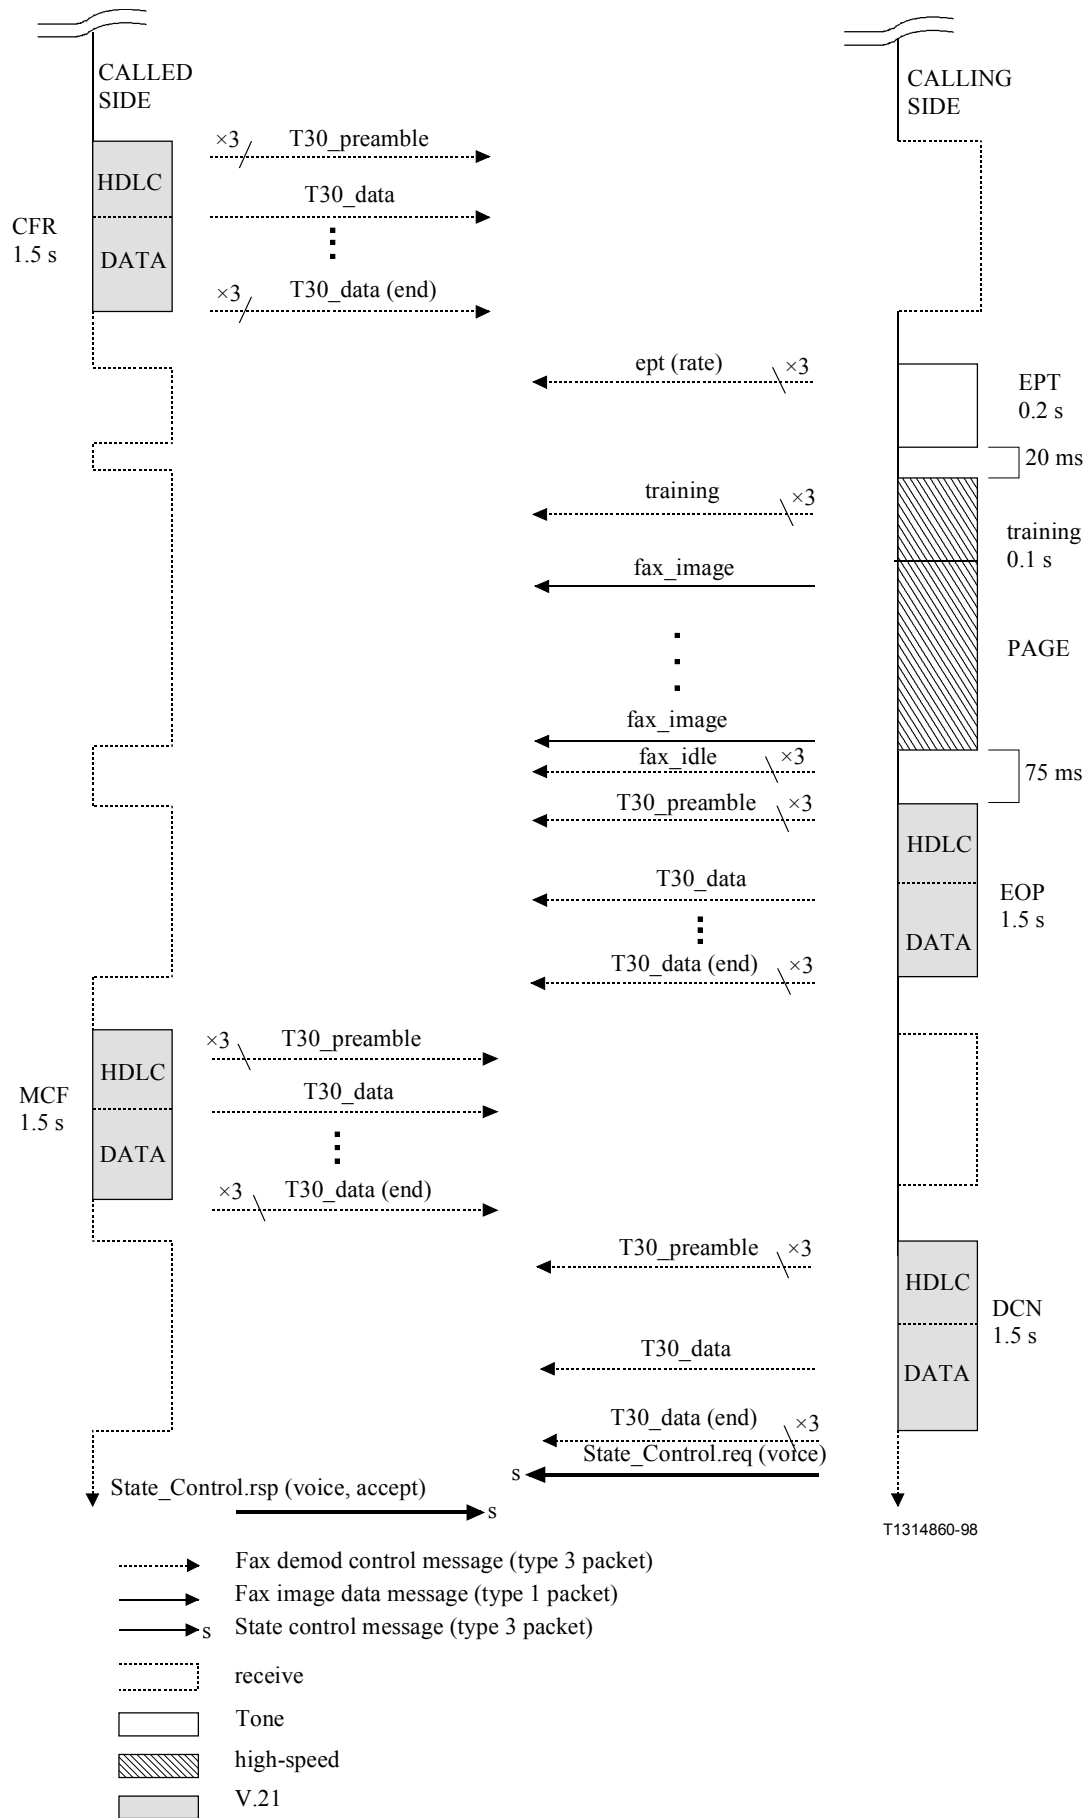 CALLED
SIDE
CALLING
SIDE
×3 T30_preamble
HDLC
T30_data
CFR
1.5 s
DATA
×3 T30_data (end)
ept (rate) ×3
EPT
0.2 s
20 ms
training ×3
training
0.1 s
fax_image
PAGE
fax_image
fax_idle ×3
75 ms
T30_preamble ×3
HDLC
T30_data
EOP
1.5 s
DATA
T30_data (end) ×3
×3 T30_preamble
HDLC
T30_data
MCF
1.5 s
DATA
×3 T30_data (end)
T30_preamble ×3
HDLC
DCN
1.5 s
T30_data
DATA
T30_data (end) ×3
State_Control.req (voice)
s
State_Control.rsp (voice, accept)
s
T1314860-98
Fax demod control message (type 3 packet)
Fax image data message (type 1 packet)
s State control message (type 3 packet)
receive
Tone
high-speed
V.21